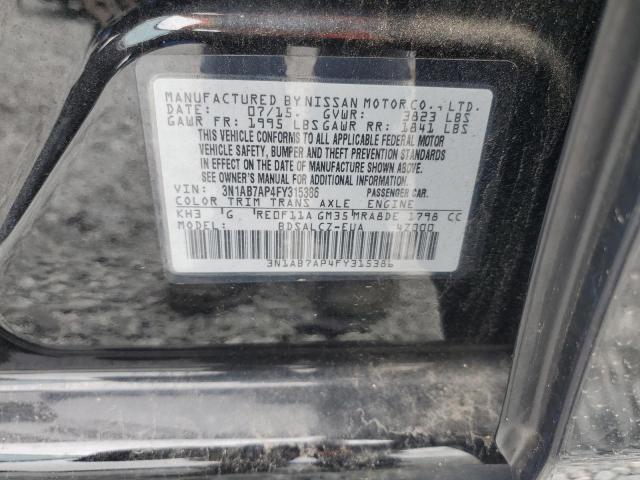 MANUFACTURED BY NISSAN MOTOR CO., LTD.
DATE: 07/15 GVWR: 3823 LBS
GAWR FR: 1995 LBS GAWR RR: 1841 LBS
THIS VEHICLE CONFORMS TO ALL APPLICABLE FEDERAL MOTOR
VEHICLE SAFETY, BUMPER AND THEFT PREVENTION STANDARDS
IN EFFECT ON THE DATE OF MANUFACTURE SHOWN ABOVE.
SEE OWNER'S MANUAL FOR ADDITIONAL INFORMATION.
VIN: 3N1AB7AP4FY315386 PASSENGER CAR.
COLOR TRIM TRANS AXLE ENGINE
KH3 G RE0F11A GM35 MRA8DE 1798 CC
MODEL: BDSALCZ-EUA 47000
3N1AB7AP4FY315386